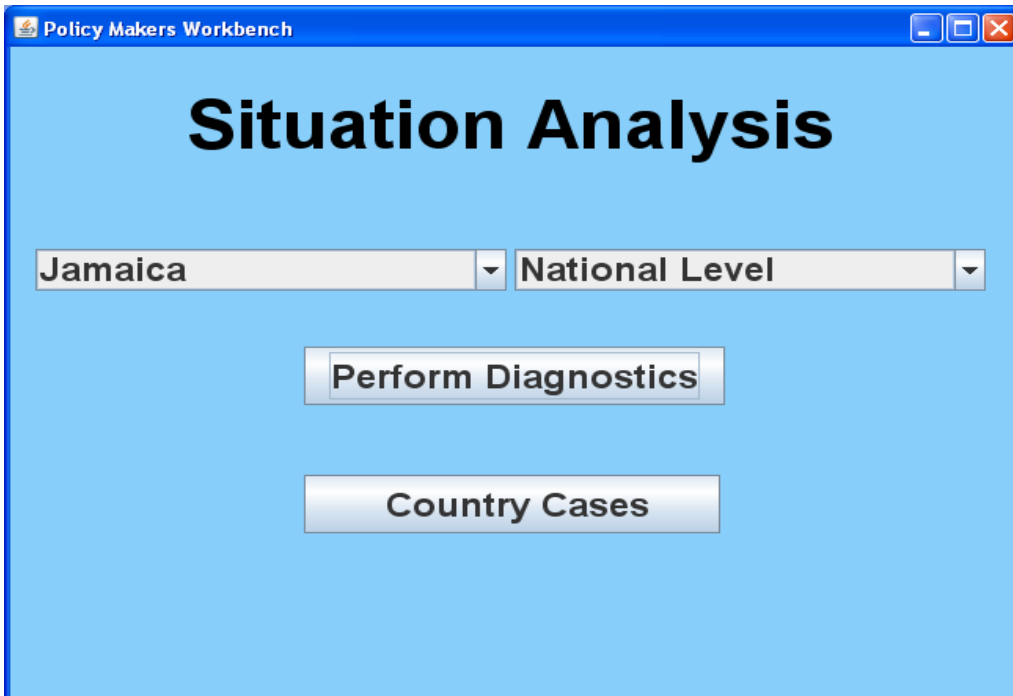 Policy Makers Workbench
Situation Analysis
Jamaica
National Level
Perform Diagnostics
Country Cases